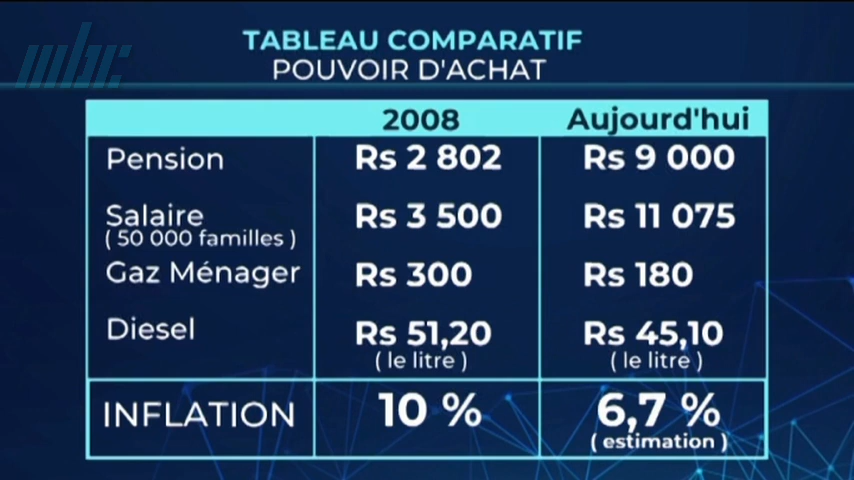 mbc
TABLEAU COMPARATIF
POUVOIR D'ACHAT
2008 Aujourd'hui
Pension Rs 2 802 Rs 9 000
Salaire Rs 3 500 Rs 11 075
( 50 000 familles )
Gaz Ménager Rs 300 Rs 180
Diesel Rs 51,20 Rs 45,10
( le litre ) ( le litre )
INFLATION 10 % 6,7 %
( estimation )